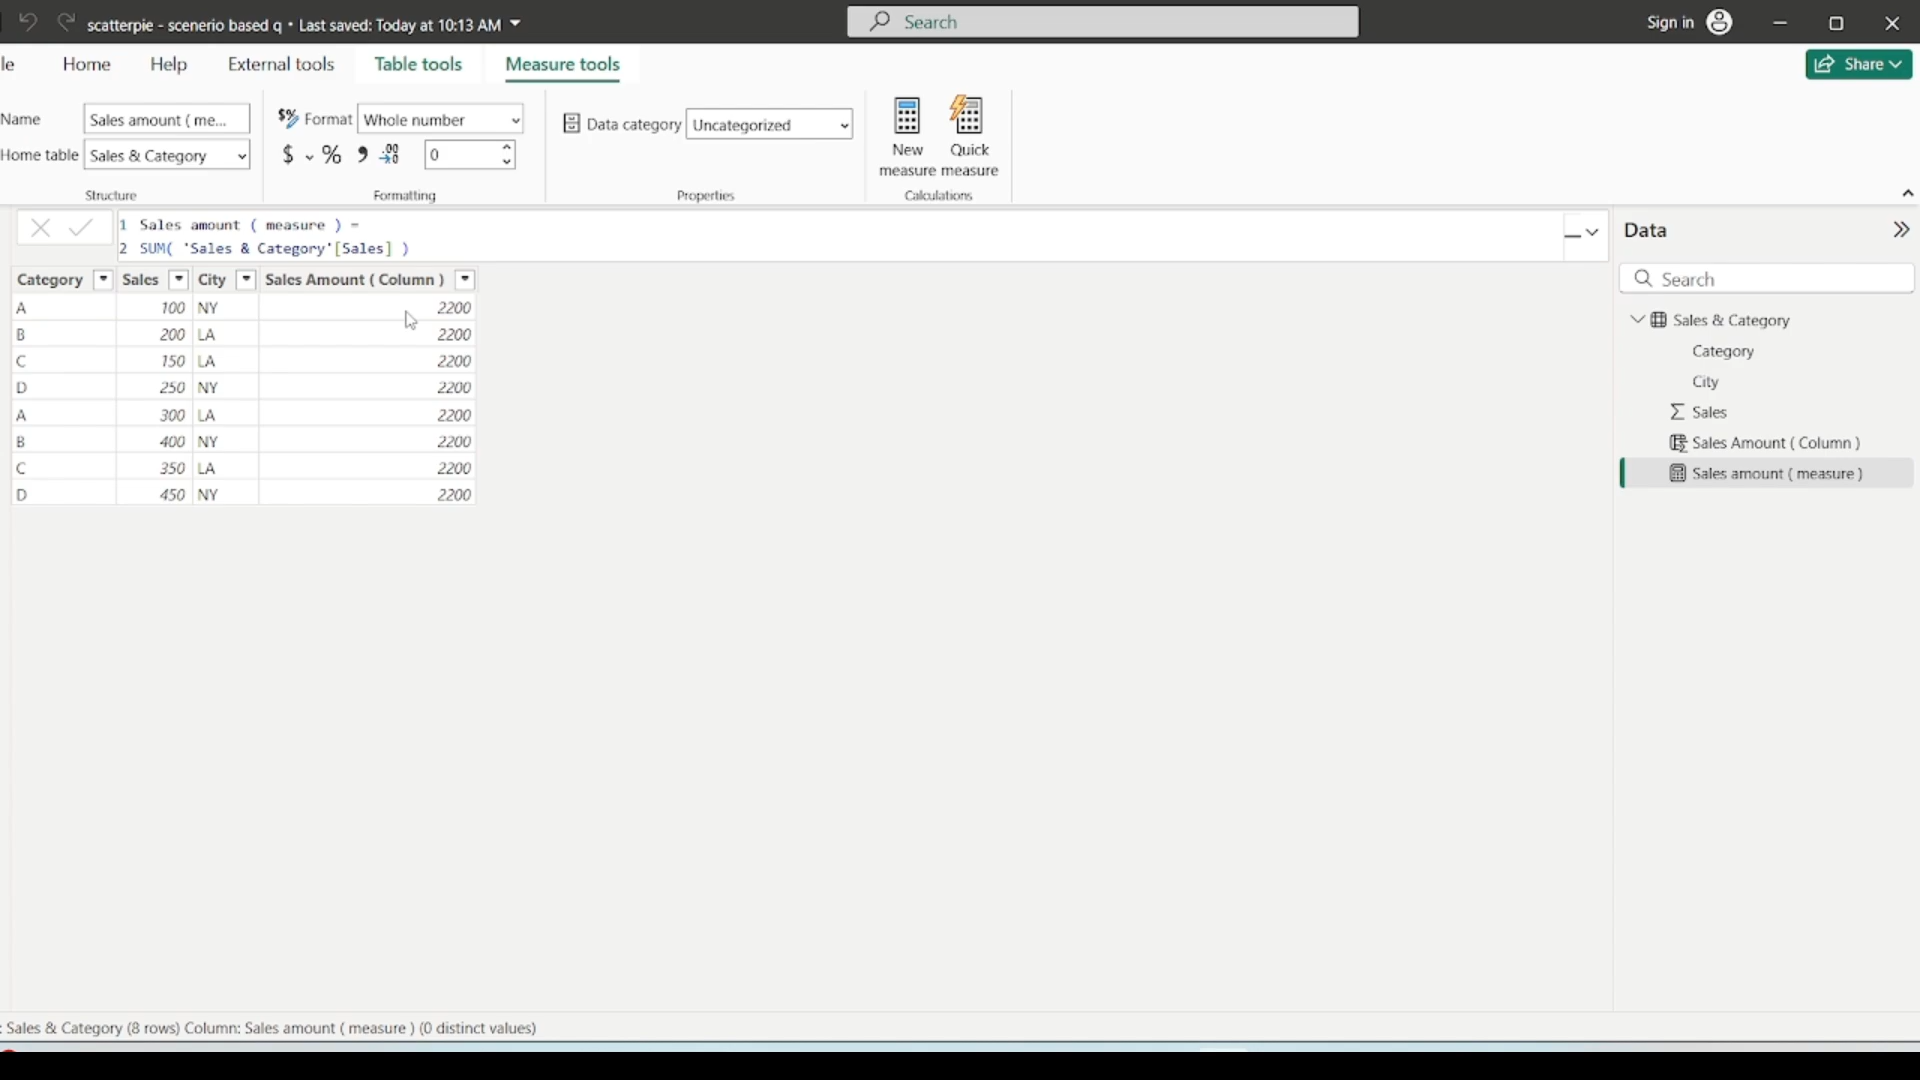 scatterpie - scenerio based q • Last saved: Today at 10:13 AM
Search
Sign in
le Home Help External tools Table tools Measure tools
Share
Name Sales amount ( me...
Home table Sales & Category
Structure
$% Format Whole number
$ % 9 .00 0
Formatting
Data category Uncategorized
Properties
New measure
Quick measure
Calculations
1 Sales amount ( measure ) =
2 SUM( 'Sales & Category'[Sales] )
Category Sales City Sales Amount ( Column )
A 100 NY 2200
B 200 LA 2200
C 150 LA 2200
D 250 NY 2200
A 300 LA 2200
B 400 NY 2200
C 350 LA 2200
D 450 NY 2200
Data
Search
Sales & Category
Category
City
∑ Sales
Sales Amount ( Column )
Sales amount ( measure )
: Sales & Category (8 rows) Column: Sales amount ( measure ) (0 distinct values)